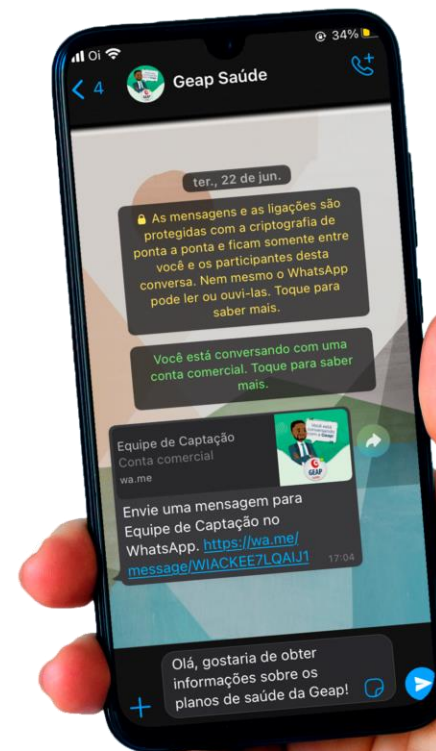 Oi
34%
4
Geap Saúde
ter., 22 de jun.
As mensagens e as ligações são
protegidas com a criptografia de
ponta a ponta e ficam somente entre
você e os participantes desta
conversa. Nem mesmo o WhatsApp
pode ler ou ouvi-las. Toque para
saber mais.
Você está conversando com uma
conta comercial. Toque para saber
mais.
Equipe de Captação
Conta comercial
wa.me
GEAP
Envie uma mensagem para
Equipe de Captação no
WhatsApp. https://wa.me/
message/WIACKEE7LQAIJ1
17:04
Olá, gostaria de obter
informações sobre os
planos de saúde da Geap!